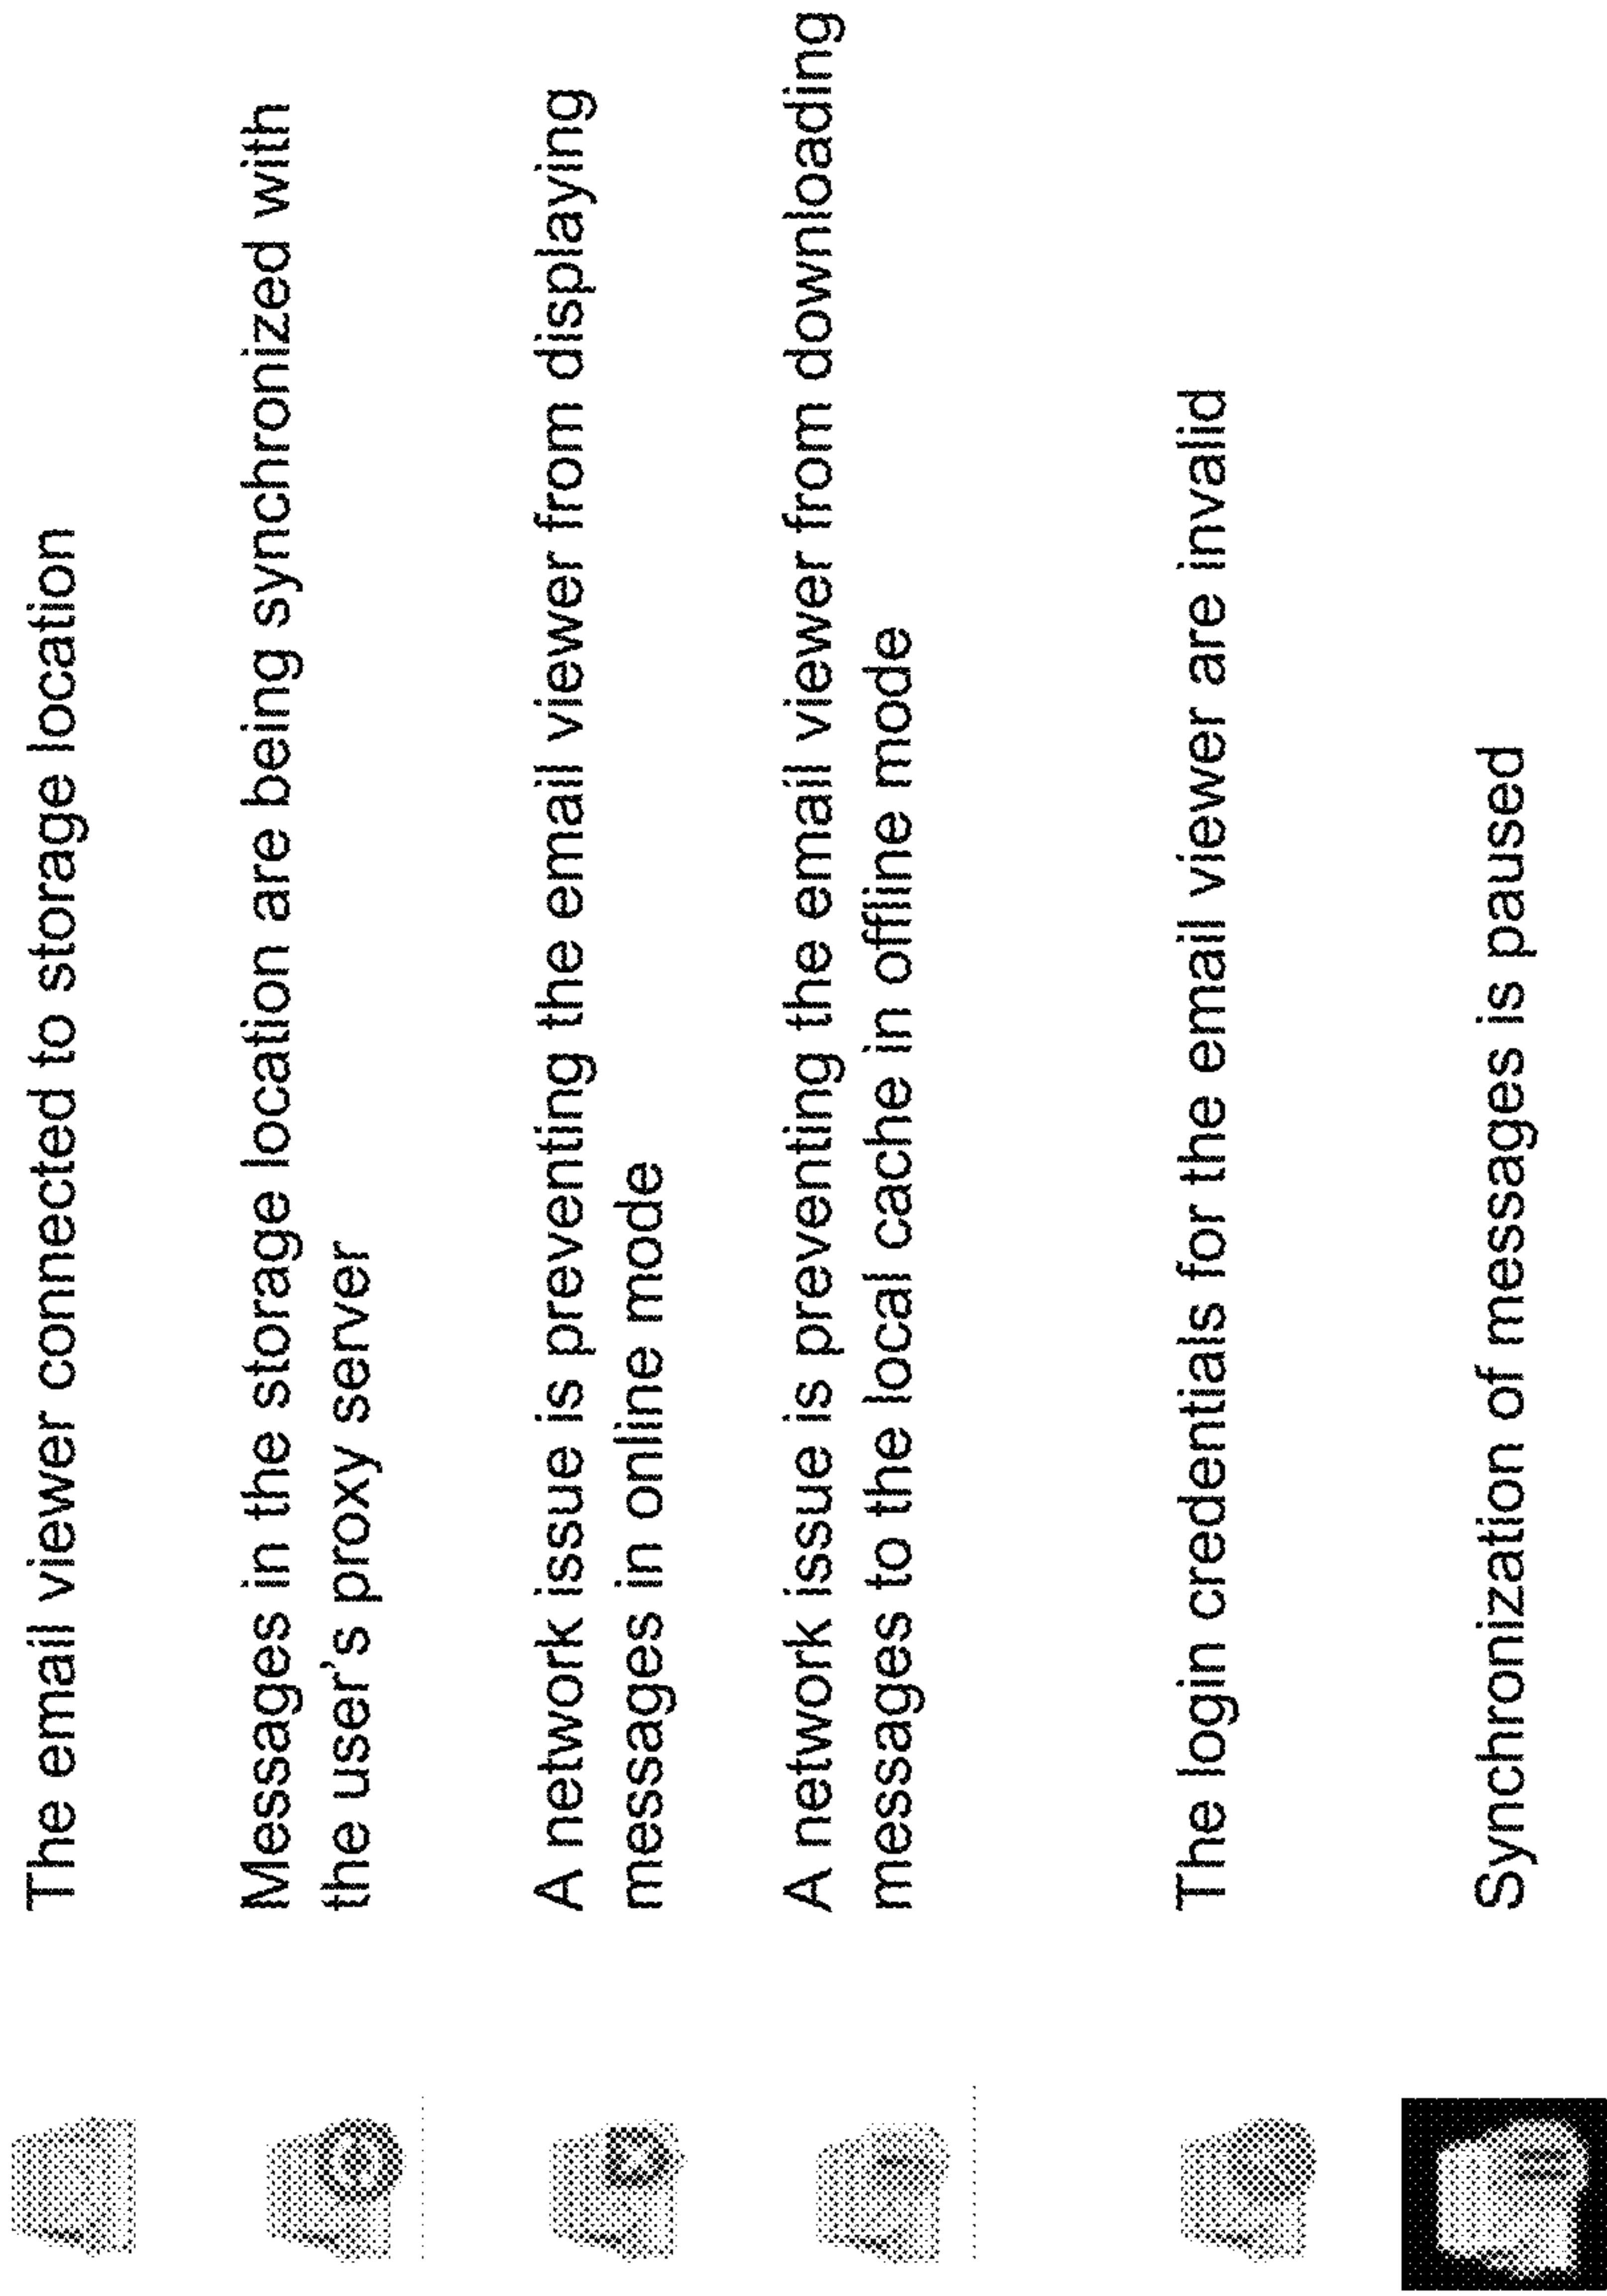 The email viewer connected to storage location
Messages in the storage location are being synchronized with
the user's proxy server
A network issue is preventing the email viewer from displaying
messages in online mode
A network issue is preventing the email viewer from downloading
messages to the local cache in offline mode
The login credentials for the email viewer are invalid
Synchronization of messages is paused